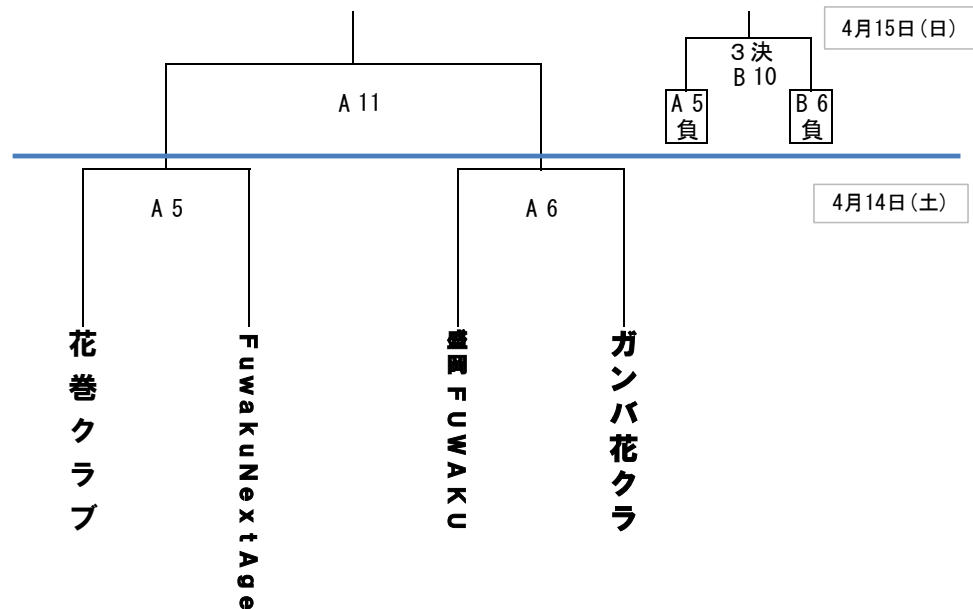 4月15日(日)
3決
B 10
A 11
A 5
負
B 6
負
4月14日(土)
A 5
A 6
花巻クラブ
FuwakuNextAge
盛岡FUWAKU
ガンバ花クラ